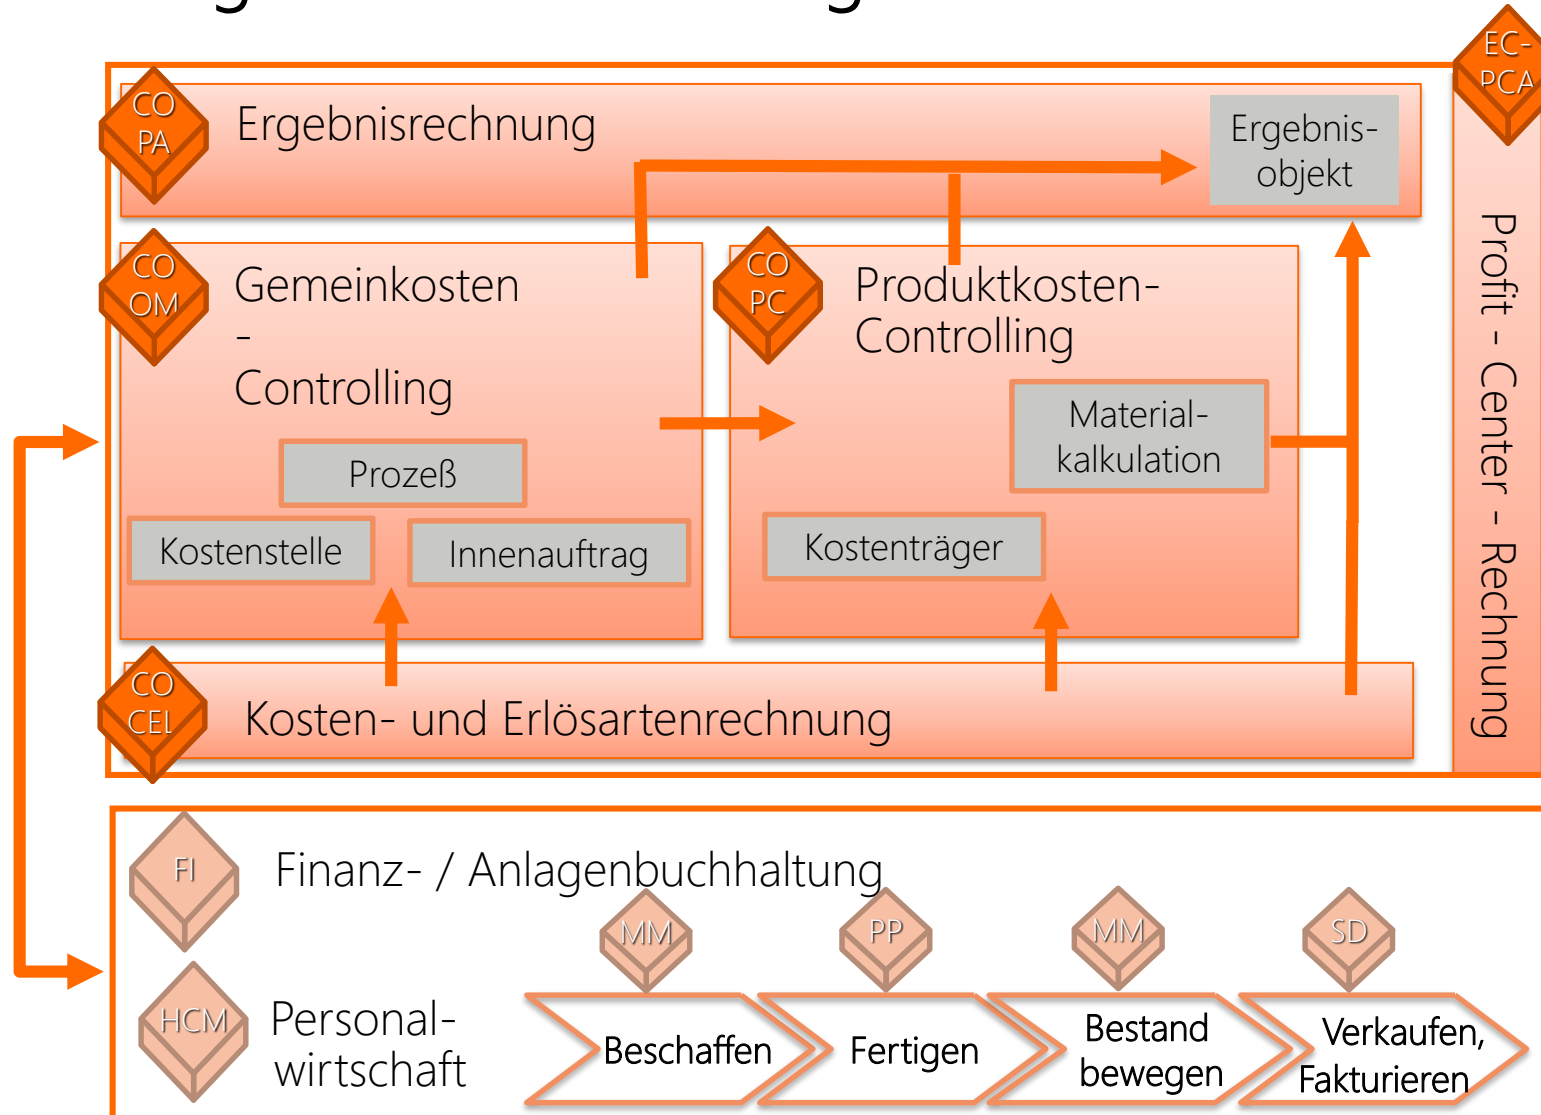 EC-
PCA
CO
PA
Ergebnisrechnung
Ergebnis-
objekt
CO
OM
Gemeinkosten
-
Controlling
CO
PC
Produktkosten-
Controlling
Material-
kalkulation
Prozeß
Kostenstelle
Innenauftrag
Kostenträger
Profit - Center - Rechnung
CO
CEL
Kosten- und Erlösartenrechnung
FI
Finanz- / Anlagenbuchhaltung
MM
PP
MM
SD
HCM
Personal-
wirtschaft
Beschaffen
Fertigen
Bestand
bewegen
Verkaufen,
Fakturieren